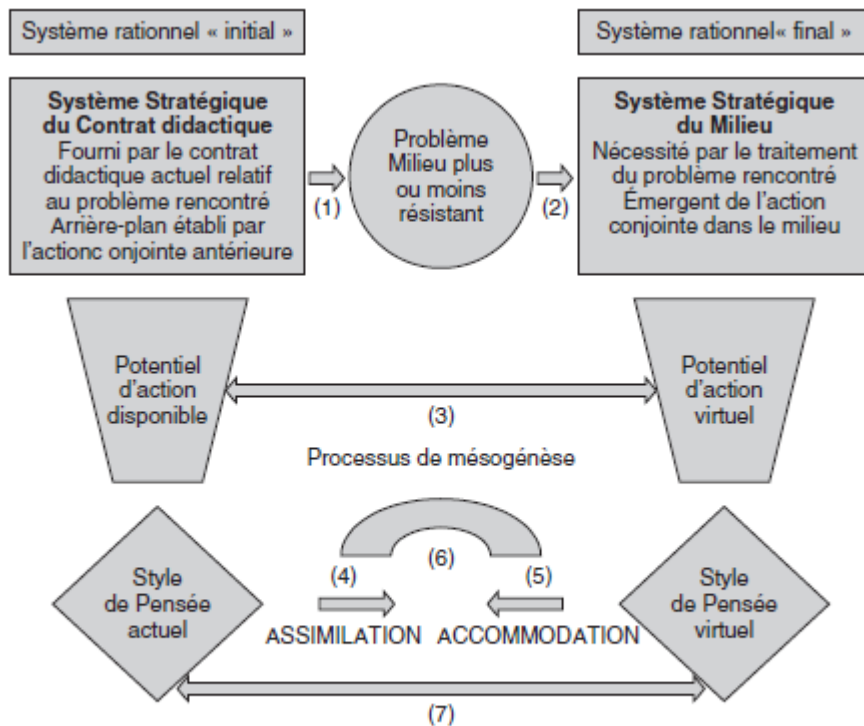 Système rationnel « initial »
Système rationnel« final »
Système Stratégique
du Contrat didactique
Fourni par le contrat
didactique actuel relatif
au problème rencontré
Arrière-plan établi par
l'actionc onjointe antérieure
(1)
Problème
Milieu plus
ou moins
résistant
(2)
Système Stratégique
du Milieu
Nécessité par le traitement
du problème rencontré
Émergent de l'action
conjointe dans le milieu
Potentiel
d'action
disponible
(3)
Potentiel
d'action
virtuel
Processus de mésogénèse
Style
de Pensée
actuel
(4)
(6)
(5)
ASSIMILATION
ACCOMMODATION
Style
de Pensée
virtuel
(7)